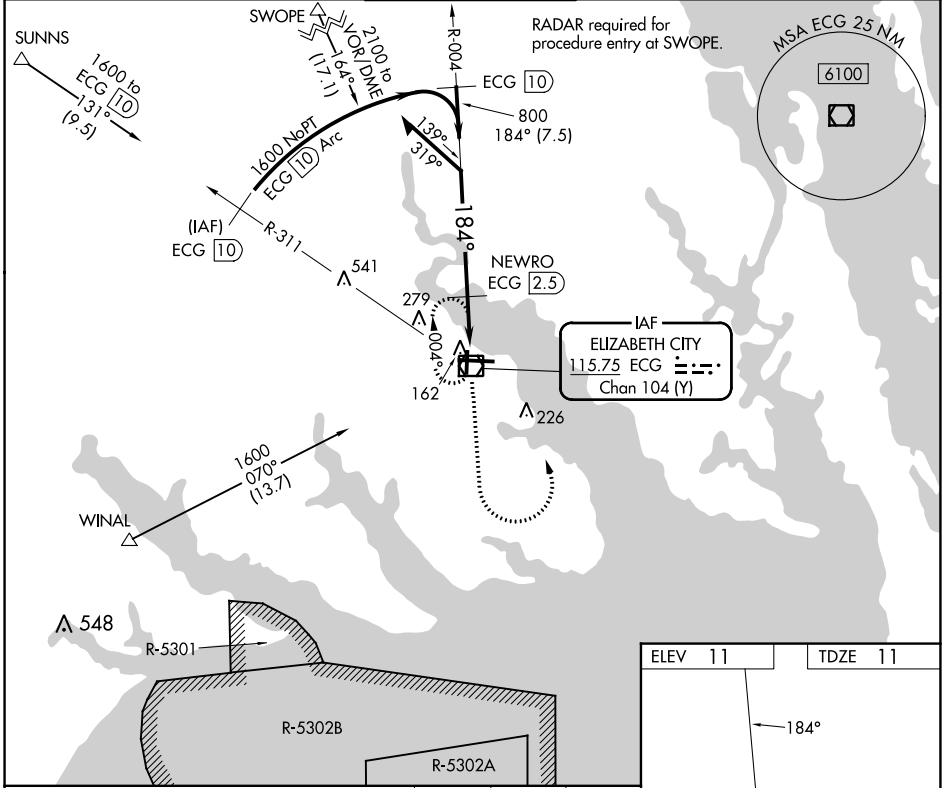 SUNNS
1600 to
ECG 10
131°
(9.5)
SWOPE
2100 to
VOR/DME
164°
(17.1)
R-004
RADAR required for
procedure entry at SWOPE.
MSA ECG 25 NM
6100
ECG 10
800
184° (7.5)
1600 NoPT
ECG 10 Arc
139°
319°
(IAF)
ECG 10
R-311
184°
541
NEWRO
ECG 2.5
279
004°
162
IAF
ELIZABETH CITY
115.75 ECG
Chan 104 (Y)
226
1600
070°
(13.7)
WINAL
548
R-5301
R-5302B
R-5302A
ELEV 11
TDZE 11
184°